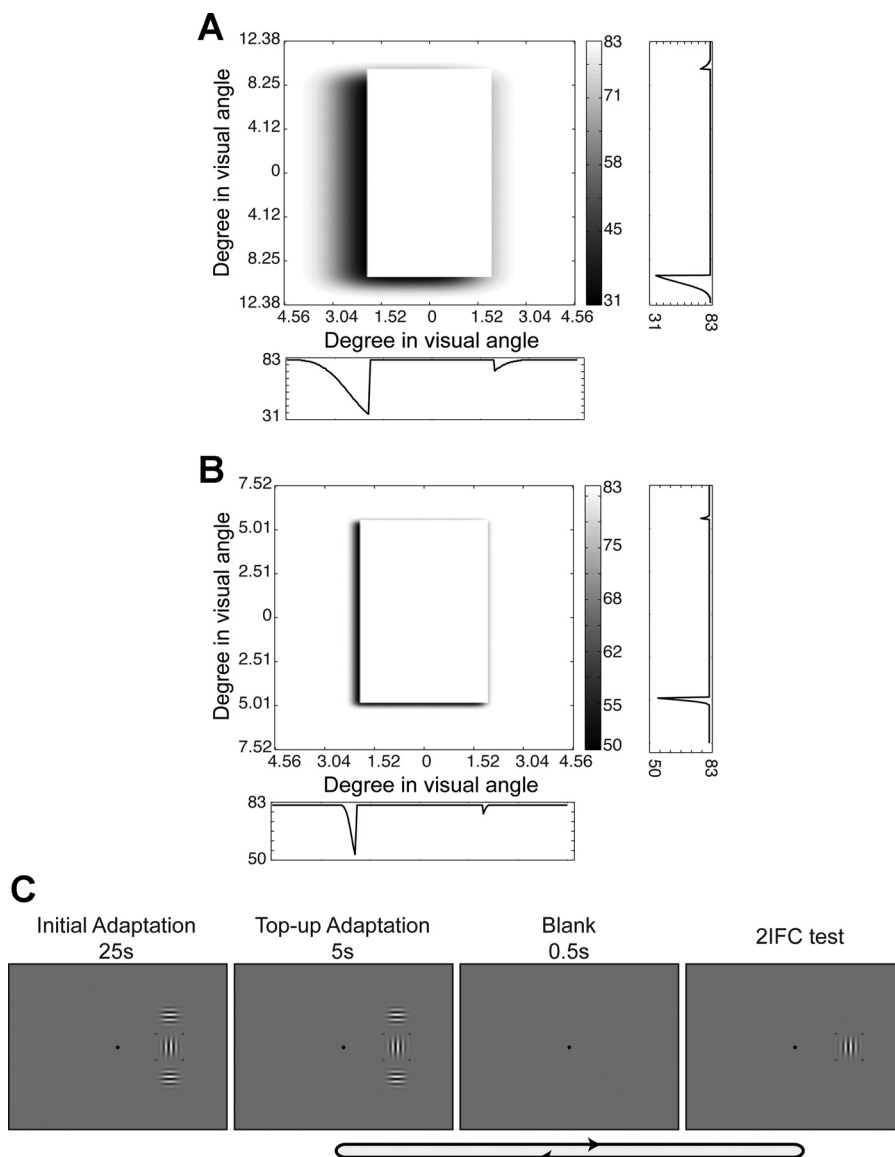 A
12.38
8.25
4.12
0
4.12
8.25
12.38
Degree in visual angle
4.56 3.04 1.52 0 1.52 3.04 4.56
Degree in visual angle
83
71
58
45
31
31 83
83
31
B
7.52
5.01
2.51
0
2.51
5.01
7.52
Degree in visual angle
4.56 3.04 1.52 0 1.52 3.04 4.56
Degree in visual angle
83
75
68
62
55
50
50 83
83
50
C
Initial Adaptation Top-up Adaptation Blank 2IFC test
25s 5s 0.5s